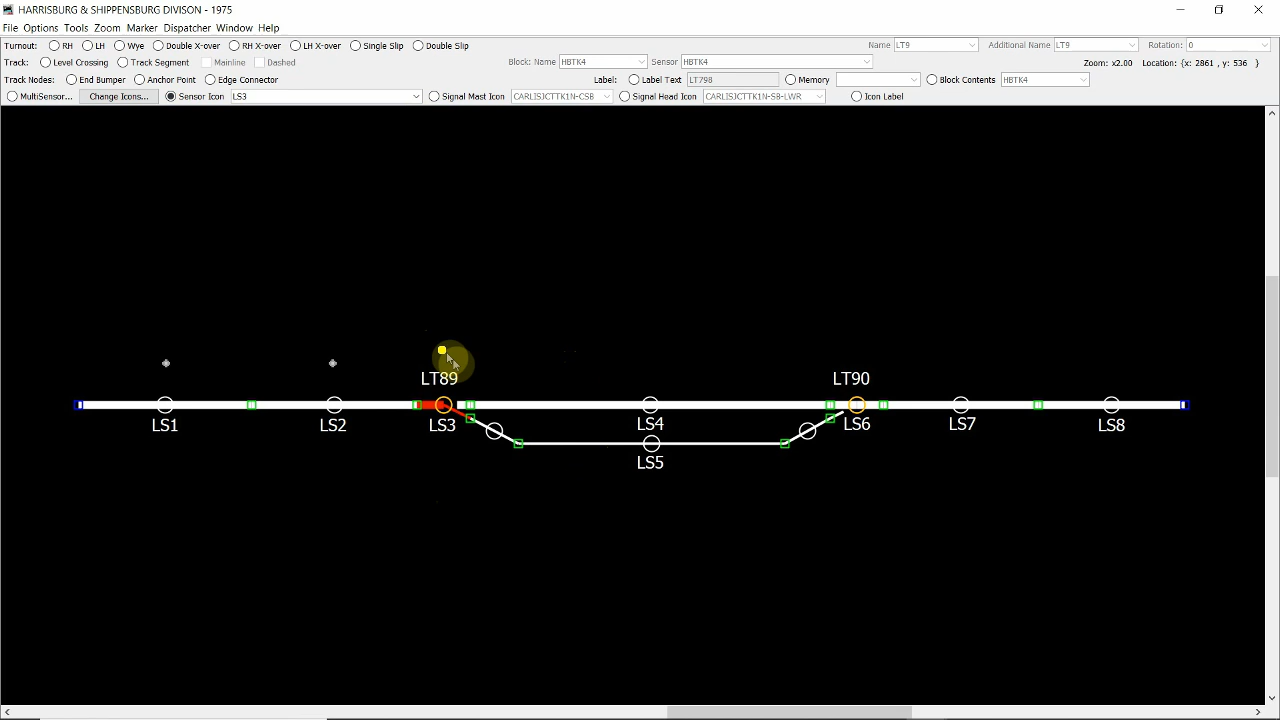 HARRISBURG & SHIPPENSBURG DIVISON - 1975
File Options Tools Zoom Marker Dispatcher Window Help
Turnout: RH LH Wye Double X-over RH X-over LH X-over Single Slip Double Slip Name LT9 Additional Name LT9 Rotation: 0
Track: Level Crossing Track Segment Mainline Dashed Block: Name HBTK4 Sensor HBTK4 Zoom: x2.00 Location: {x: 2861 , y: 536 }
Track Nodes: End Bumper Anchor Point Edge Connector Label: Label Text LT798 Memory Block Contents HBTK4
MultiSensor... Change Icons... Sensor Icon LS3 Signal Mast Icon CARLISJCTTK1N-CSB Signal Head Icon CARLISJCTTK1N-SB-LWR Icon Label
LT89 LT90
LS1 LS2 LS3 LS4 LS6 LS7 LS8
LS5